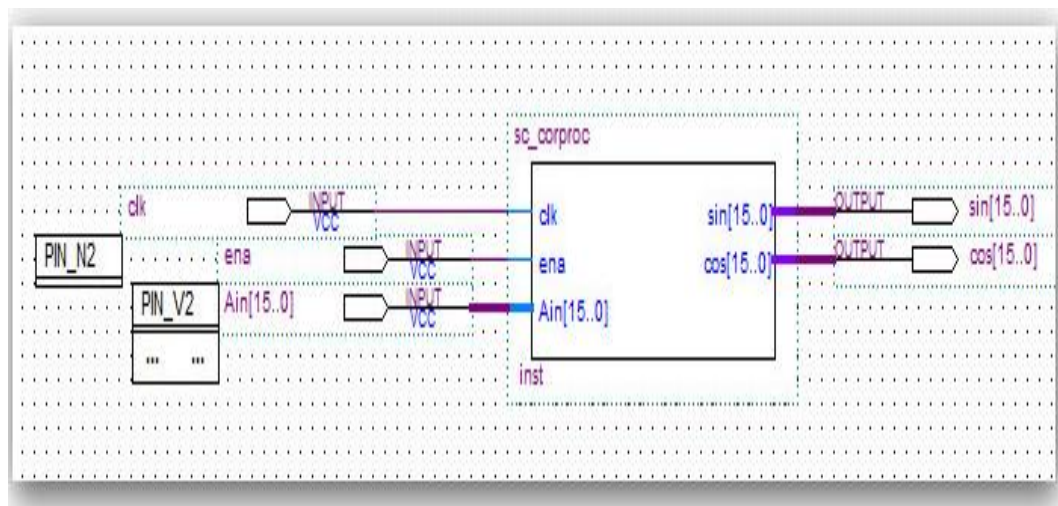 sc_corproc
clk
INPUT
VCC
clk
sin[15..0]
OUTPUT
sin[15..0]
PIN_N2
ena
INPUT
VCC
ena
cos[15..0]
OUTPUT
cos[15..0]
PIN_V2
Ain[15..0]
INPUT
VCC
Ain[15..0]
... ...
inst